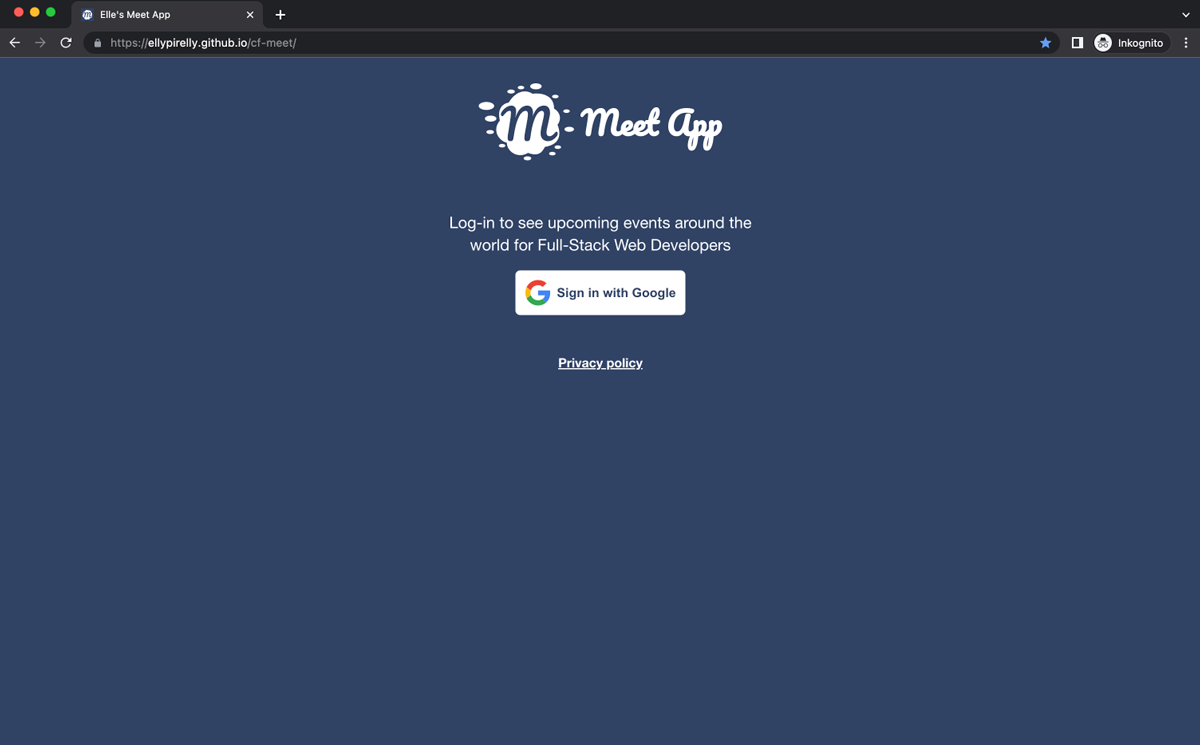 Elle's Meet App
https://ellypirelly.github.io/cf-meet/
Inkognito
m Meet App
Log-in to see upcoming events around the
world for Full-Stack Web Developers
Sign in with Google
Privacy policy